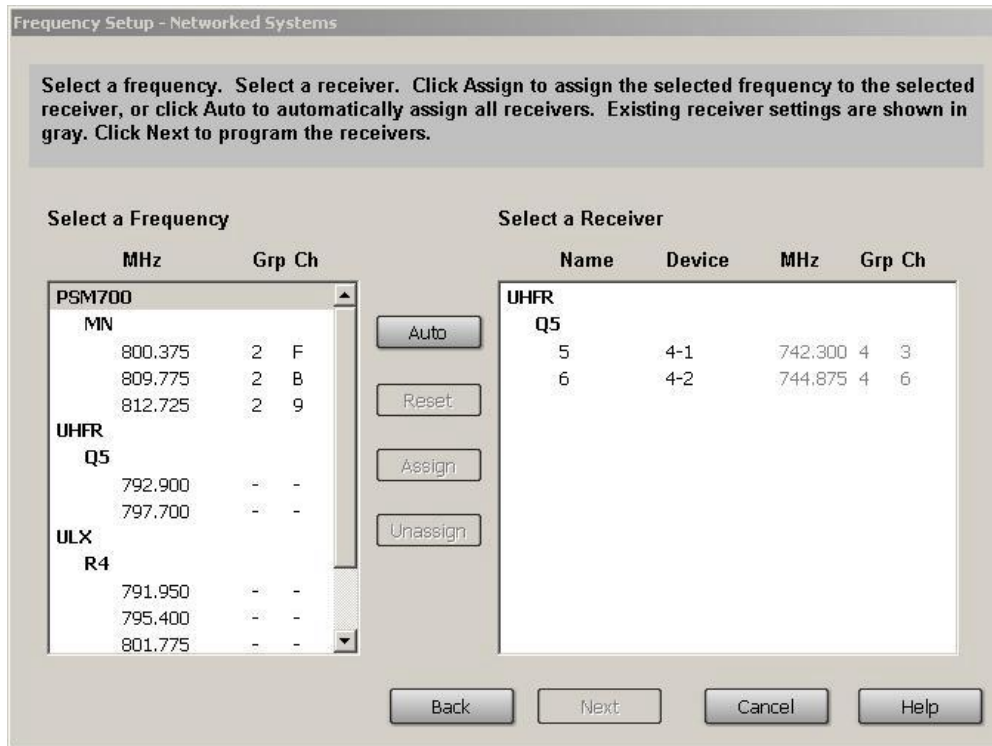 Frequency Setup - Networked Systems
Select a frequency. Select a receiver. Click Assign to assign the selected frequency to the selected
receiver, or click Auto to automatically assign all receivers. Existing receiver settings are shown in
gray. Click Next to program the receivers.
Select a Frequency
MHz Grp Ch
PSM700
MN
800.375 2 F
809.775 2 B
812.725 2 9
UHFR
Q5
792.900 - -
797.700 - -
ULX
R4
791.950 - -
795.400 - -
801.775 - -
Auto
Reset
Assign
Unassign
Select a Receiver
Name Device MHz Grp Ch
UHFR
Q5
5 4-1 742.300 4 3
6 4-2 744.875 4 6
Back
Next
Cancel
Help